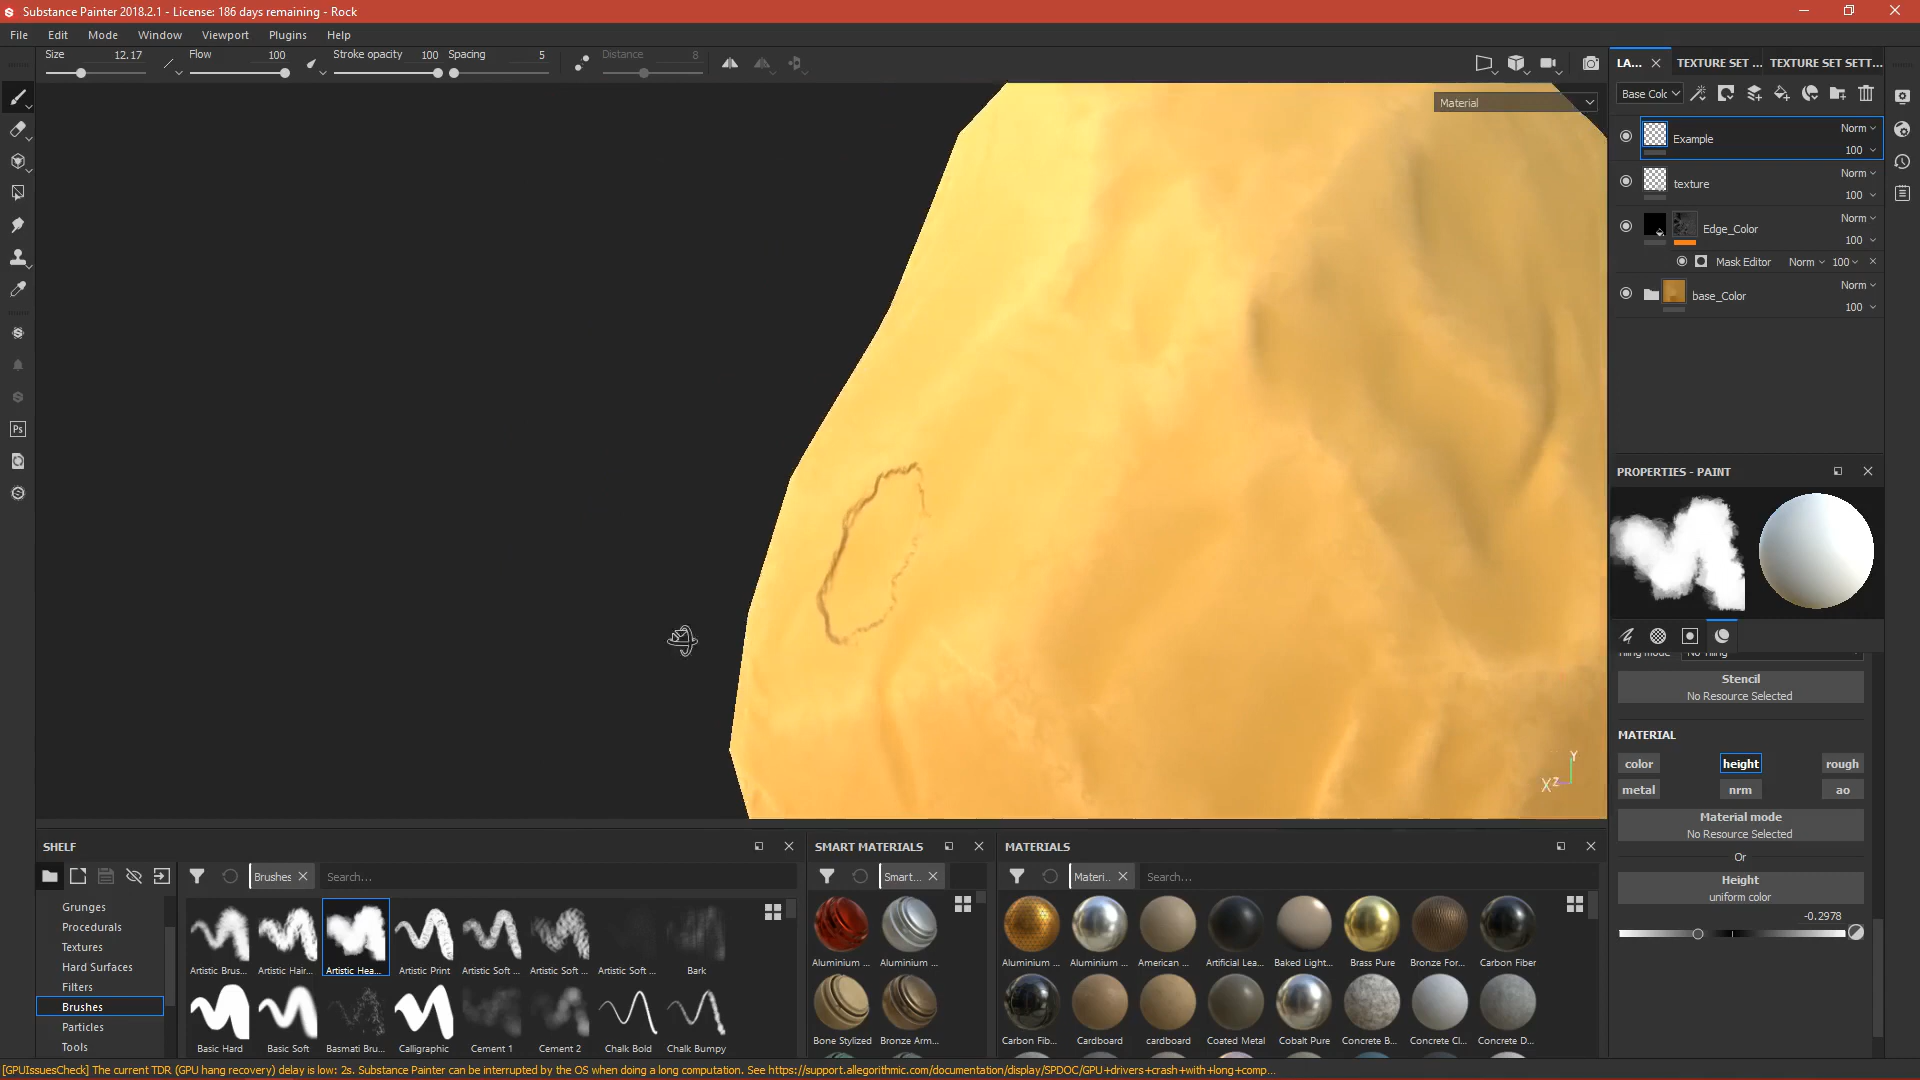 Substance Painter 2018.2.1 - License: 186 days remaining - Rock
File Edit Mode Window Viewport Plugins Help
Size 12.17 Flow 100 Stroke opacity 100 Spacing 5 Distance 8
Material
LA... TEXTURE SET ... TEXTURE SET SETT...
Base Colc
Example Norm 100
texture Norm 100
Edge_Color Norm 100
Mask Editor Norm 100
base_Color Norm 100
Ps
PROPERTIES - PAINT
Stencil
No Resource Selected
MATERIAL
color height rough
metal nrm ao
Material mode
No Resource Selected
Or
Height
uniform color
-0.2978
Y
X Z
SHELF
Brushes Search...
Grunges
Procedurals
Textures
Hard Surfaces
Filters
Brushes
Particles
Tools
Artistic Brus... Artistic Hair... Artistic Hea... Artistic Print Artistic Soft ... Artistic Soft ... Artistic Soft ... Bark
Basic Hard Basic Soft Basmati Bru... Calligraphic Cement 1 Cement 2 Chalk Bold Chalk Bumpy
SMART MATERIALS
Smart...
Aluminium ... Aluminium ...
Bone Stylized Bronze Arm...
MATERIALS
Materi.. Search...
Aluminium ... Aluminium ... American ... Artificial Lea... Baked Light... Brass Pure Bronze For... Carbon Fiber
Carbon Fib... Cardboard cardboard Coated Metal Cobalt Pure Concrete B... Concrete Cl... Concrete D...
[GPUIssuesCheck] The current TDR (GPU hang recovery) delay is low: 2s. Substance Painter can be interrupted by the OS when doing a long computation. See https://support.allegorithmic.com/documentation/display/SPDOC/GPU+drivers+crash+with+long+comp...